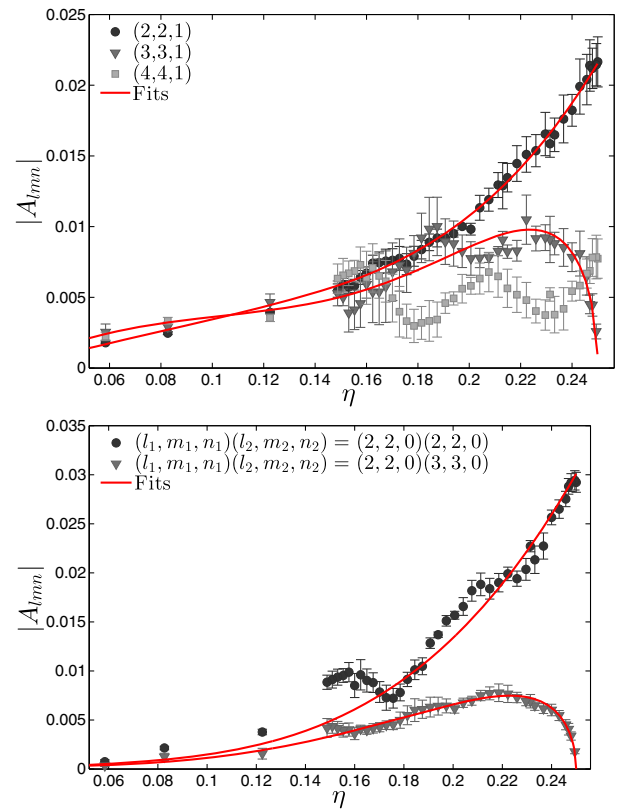 0.025
0.02
0.015
0.01
0.005
0
|A_{lmn}|
(2,2,1)
(3,3,1)
(4,4,1)
Fits
0.06 0.08 0.1 0.12 0.14 0.16 0.18 0.2 0.22 0.24
η
0.035
0.03
0.025
0.02
0.015
0.01
0.005
0
|A_{lmn}|
(l₁, m₁, n₁)(l₂, m₂, n₂) = (2,2,0)(2,2,0)
(l₁, m₁, n₁)(l₂, m₂, n₂) = (2,2,0)(3,3,0)
Fits
0.06 0.08 0.1 0.12 0.14 0.16 0.18 0.2 0.22 0.24
η